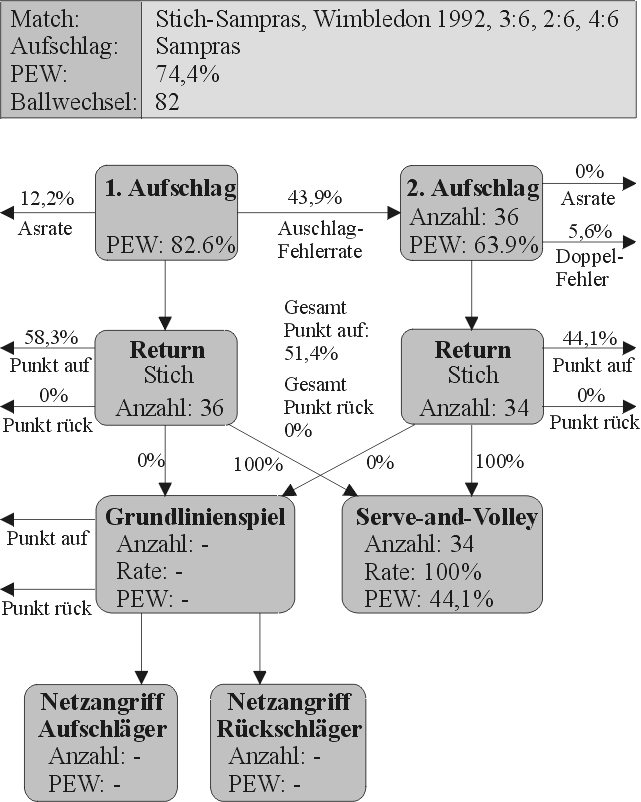 Match: Stich-Sampras, Wimbledon 1992, 3:6, 2:6, 4:6
Aufschlag: Sampras
PEW: 74,4%
Ballwechsel: 82
12,2%
Asrate
1. Aufschlag
PEW: 82.6%
43,9%
Auschlag-
Fehlerrate
2. Aufschlag
Anzahl: 36
PEW: 63.9%
0%
Asrate
5,6%
Doppel-
Fehler
58,3%
Punkt auf
0%
Punkt rück
Return
Stich
Anzahl: 36
Gesamt
Punkt auf:
51,4%
Gesamt
Punkt rück
0%
Return
Stich
Anzahl: 34
44,1%
Punkt auf
0%
Punkt rück
0%
100%
0%
100%
Punkt auf
Punkt rück
Grundlinienspiel
Anzahl: -
Rate: -
PEW: -
Serve-and-Volley
Anzahl: 34
Rate: 100%
PEW: 44,1%
Netzangriff
Aufschläger
Anzahl: -
PEW: -
Netzangriff
Rückschläger
Anzahl: -
PEW: -